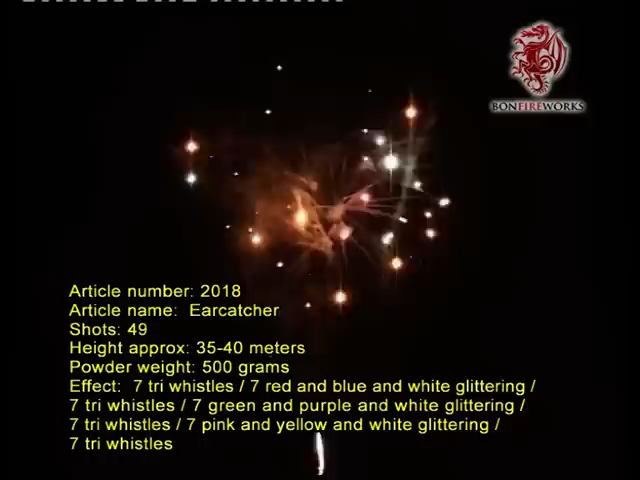 BONFIREWORKS
Article number: 2018
Article name:  Earcatcher
Shots: 49
Height approx: 35-40 meters
Powder weight: 500 grams
Effect:  7 tri whistles / 7 red and blue and white glittering /
7 tri whistles / 7 green and purple and white glittering /
7 tri whistles / 7 pink and yellow and white glittering /
7 tri whistles